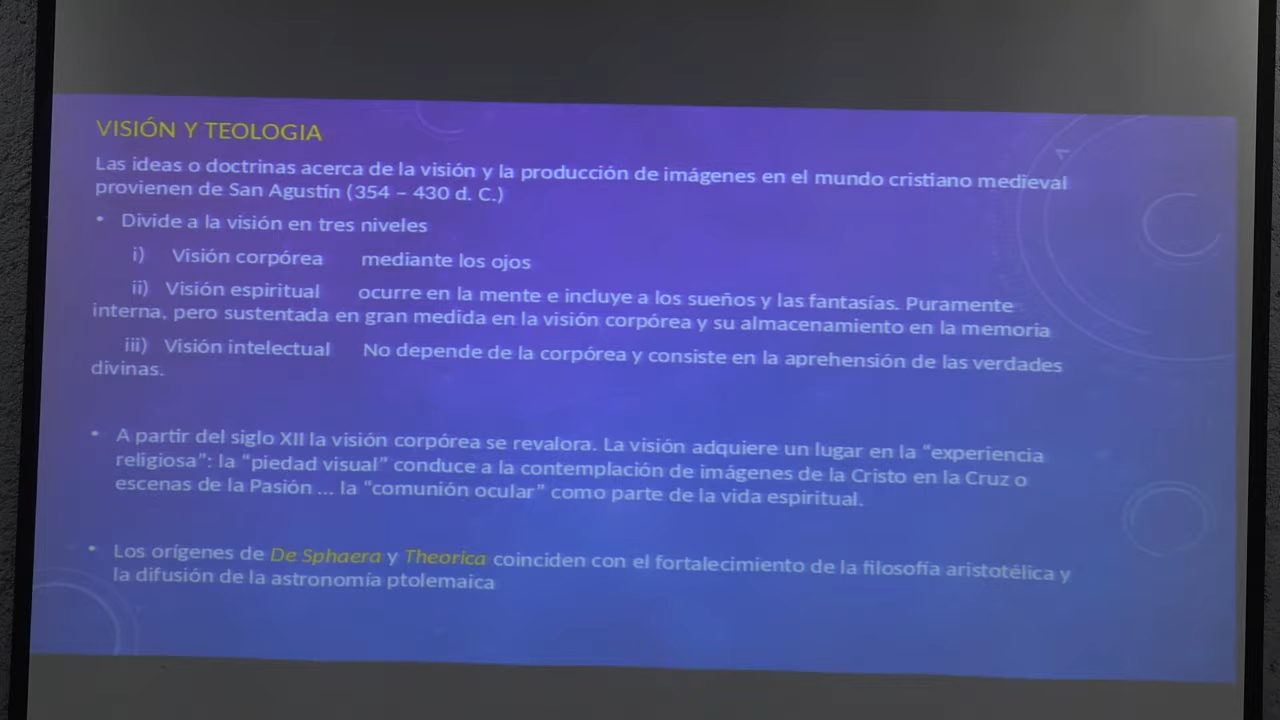 VISIÓN Y TEOLOGIA
Las ideas o doctrinas acerca de la visión y la producción de imágenes en el mundo cristiano medieval
provienen de San Agustín (354 – 430 d. C.)
• Divide a la visión en tres niveles
i) Visión corpórea mediante los ojos
ii) Visión espiritual ocurre en la mente e incluye a los sueños y las fantasías. Puramente
interna, pero sustentada en gran medida en la visión corpórea y su almacenamiento en la memoria
iii) Visión intelectual No depende de la corpórea y consiste en la aprehensión de las verdades
divinas.
• A partir del siglo XII la visión corpórea se revalora. La visión adquiere un lugar en la “experiencia
religiosa”: la “piedad visual” conduce a la contemplación de imágenes de la Cristo en la Cruz o
escenas de la Pasión ... la “comunión ocular” como parte de la vida espiritual.
• Los orígenes de De Sphaera y Theorica coinciden con el fortalecimiento de la filosofía aristotélica y
la difusión de la astronomía ptolemaica